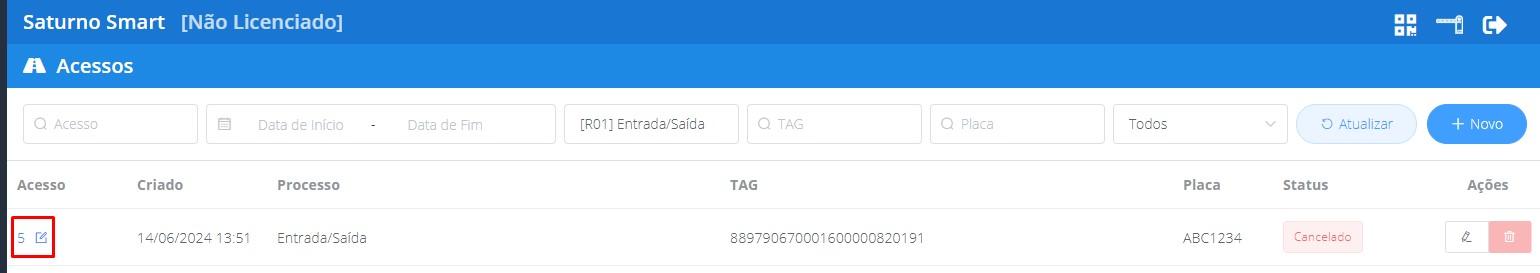 Saturno Smart [Não Licenciado]
Acessos
Acesso Data de Início - Data de Fim [R01] Entrada/Saída TAG Placa Todos Atualizar + Novo
Acesso Criado Processo TAG Placa Status Ações
5 14/06/2024 13:51 Entrada/Saída 889790670001600000820191 ABC1234 Cancelado